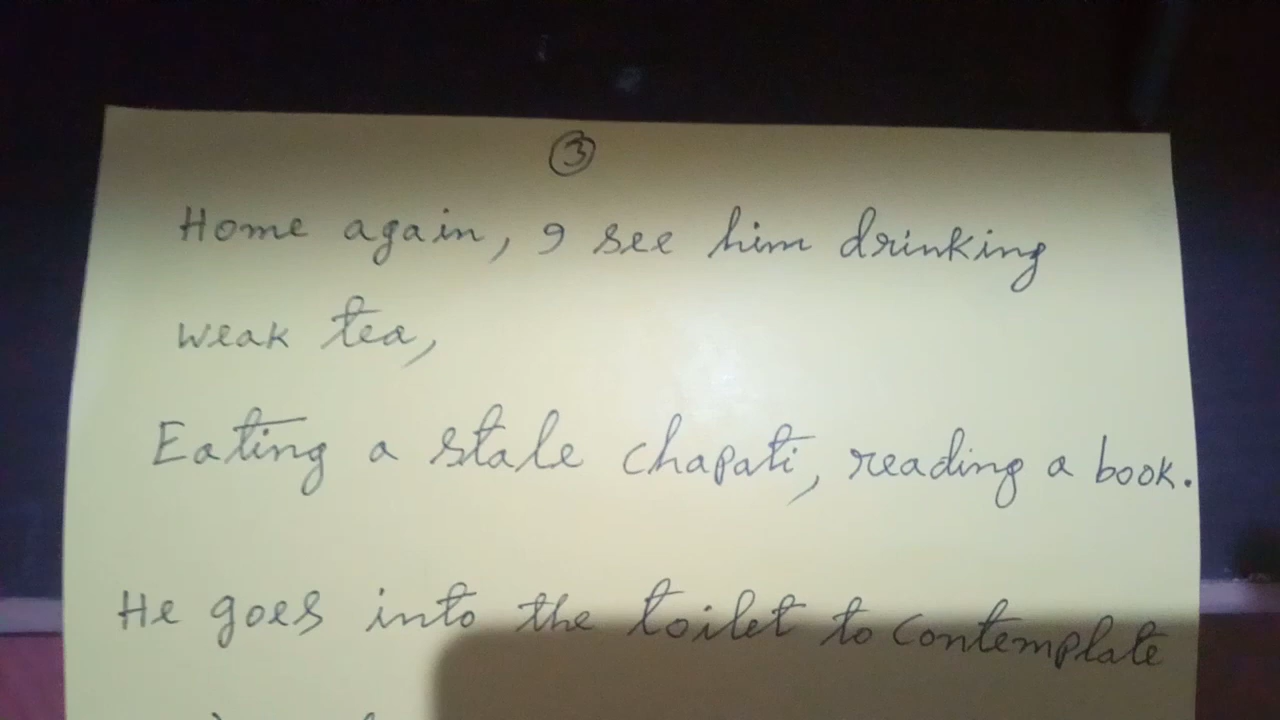 3
Home again, I see him drinking
weak tea,
Eating a stale chapati, reading a book.
He goes into the toilet to contemplate